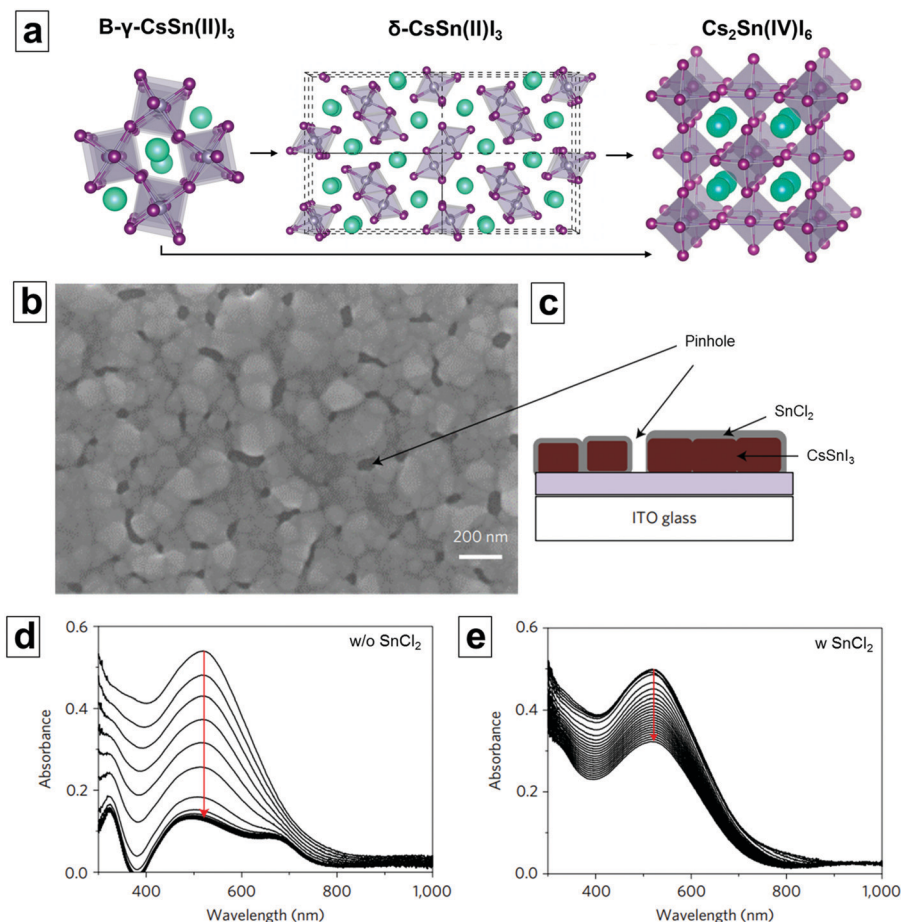 a
B-γ-CsSn(II)I₃
δ-CsSn(II)I₃
Cs₂Sn(IV)I₆
b
200 nm
c
Pinhole
SnCl₂
CsSnI₃
ITO glass
d
w/o SnCl₂
0.6
0.4
0.2
0.0
Absorbance
400
600
800
1,000
Wavelength (nm)
e
w SnCl₂
0.6
0.4
0.2
0.0
Absorbance
400
600
800
1,000
Wavelength (nm)